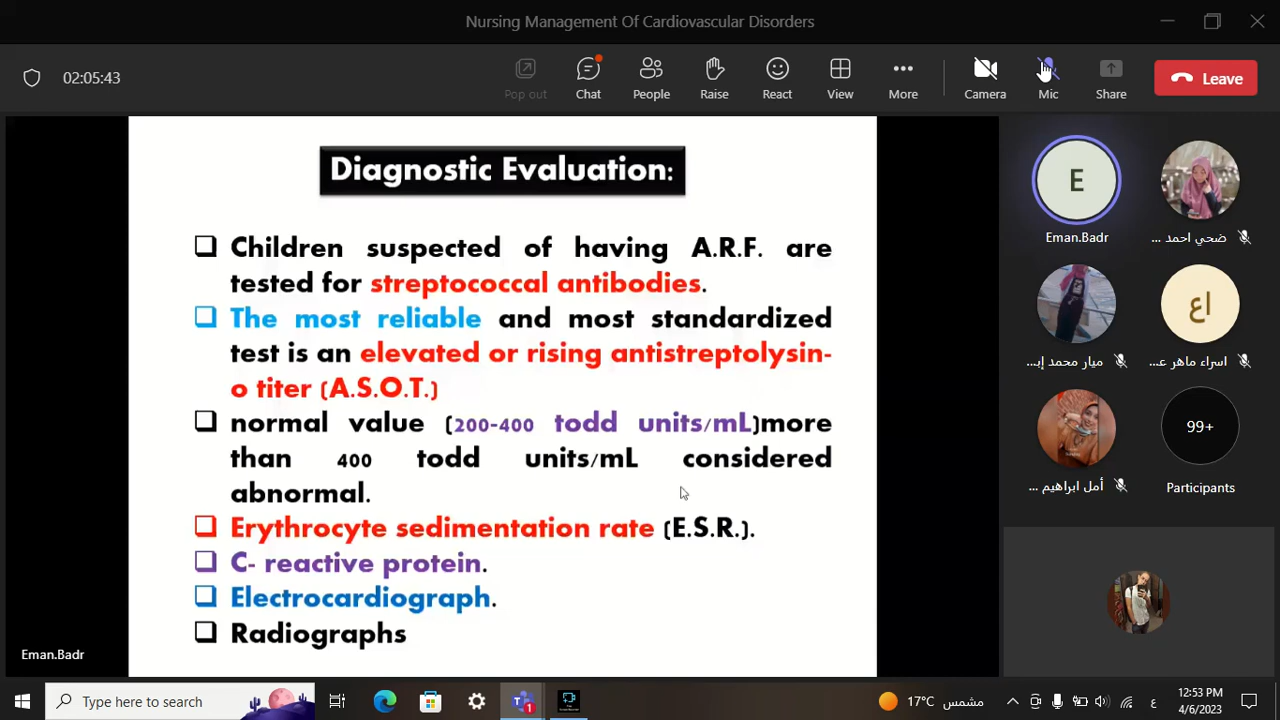 Nursing Management Of Cardiovascular Disorders
02:05:43
Pop out
Chat
People
Raise
React
View
More
Camera
Mic
Share
Leave
Diagnostic Evaluation:
Children suspected of having A.R.F. are
tested for streptococcal antibodies.
The most reliable and most standardized
test is an elevated or rising antistreptolysin-
o titer (A.S.O.T.)
normal value (200-400 todd units/mL)more
than 400 todd units/mL considered
abnormal.
Erythrocyte sedimentation rate (E.S.R.).
C- reactive protein.
Electrocardiograph.
Radiographs
Eman.Badr
E
Eman.Badr
ضحي احمد ...
ميار محمد إبـ...
اع
اسراء ماهر عـ...
أمل ابراهيم ...
99+
Participants
Type here to search
1
17°C مشمس
ع
12:53 PM
4/6/2023